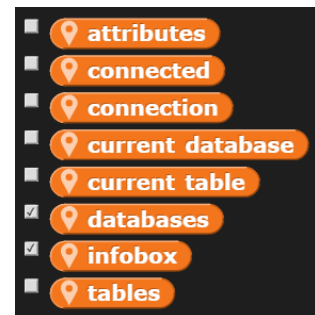 attributes
connected
connection
current database
current table
databases
infobox
tables